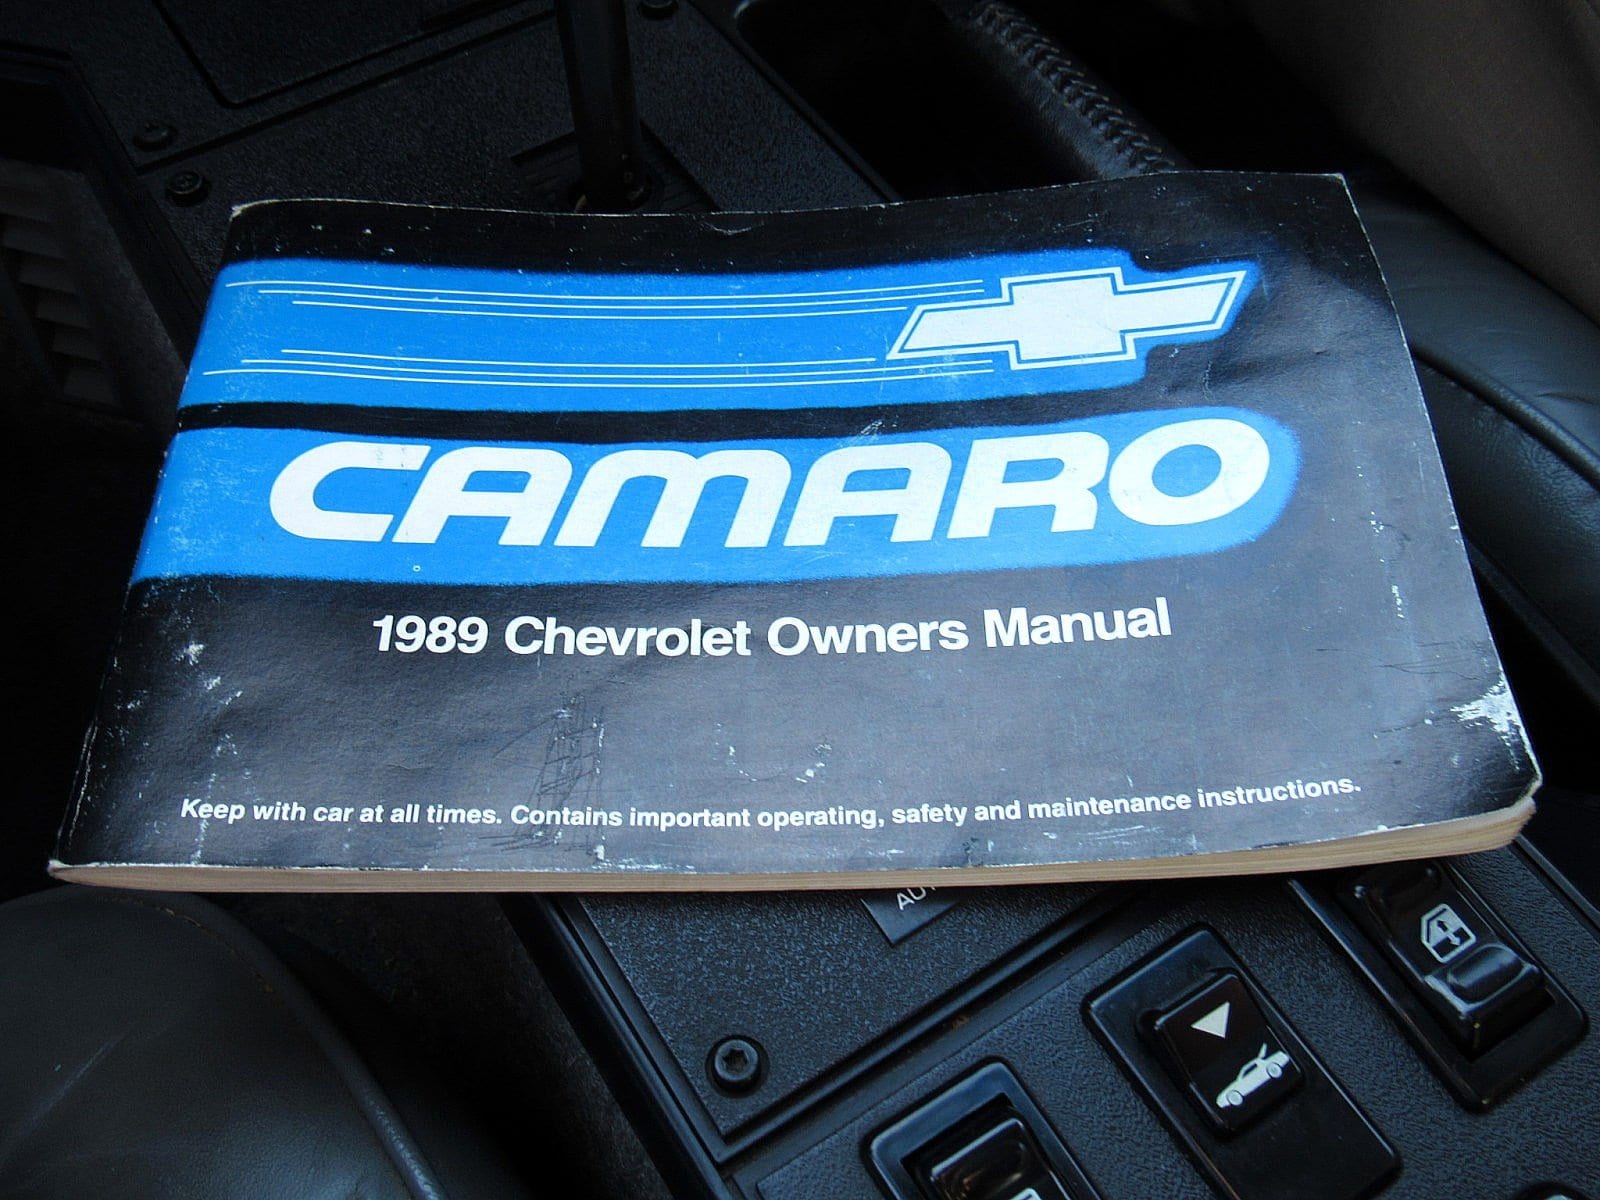 CAMARO
1989 Chevrolet Owners Manual
Keep with car at all times. Contains important operating, safety and maintenance instructions.